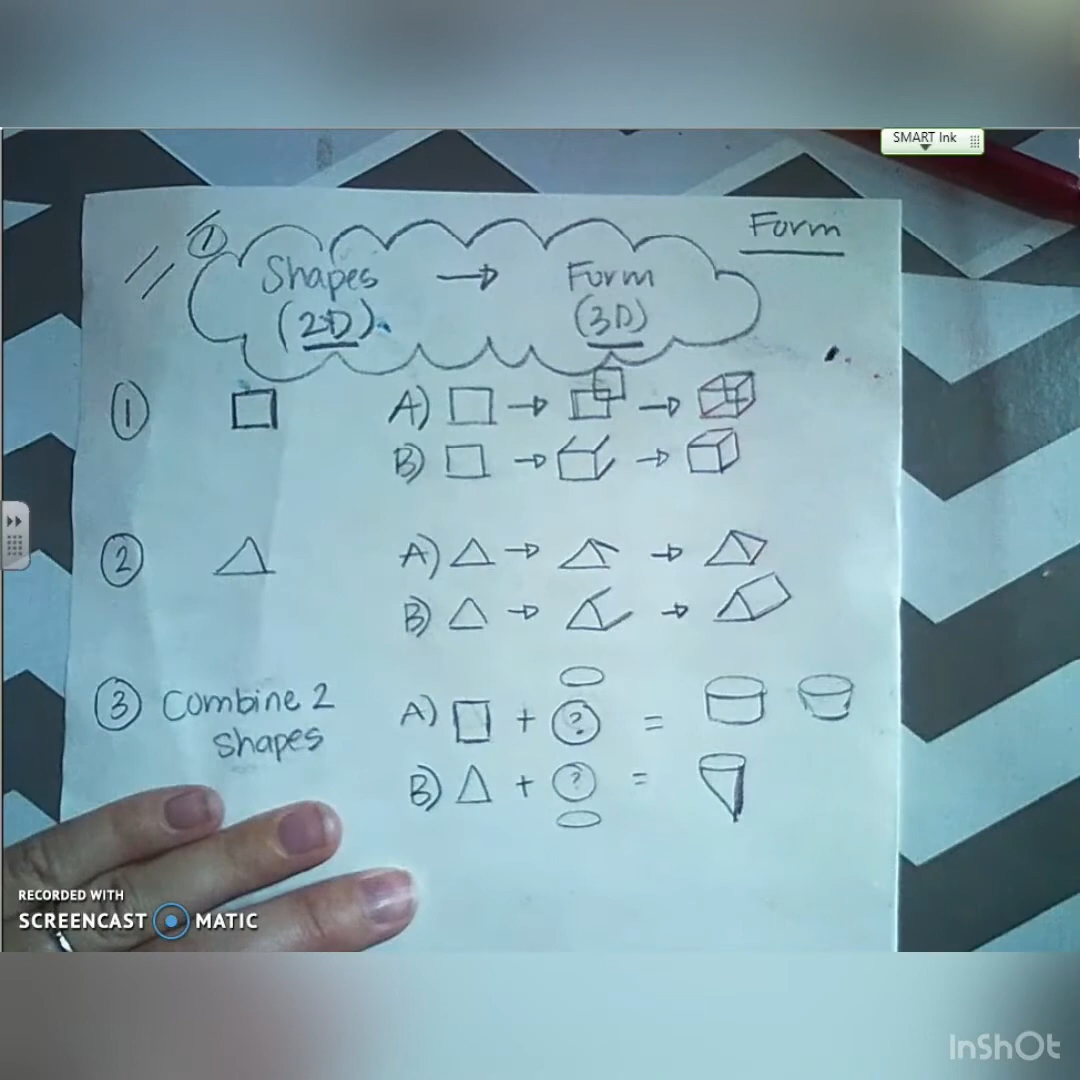 SMART Ink
Form
1
Shapes → Form
(2D) (3D)
1 A) → →
B) → →
2 A) → →
B) → →
3 Combine 2
shapes
A) + ? =
B) + ? =
RECORDED WITH
SCREENCAST MATIC
InShOt